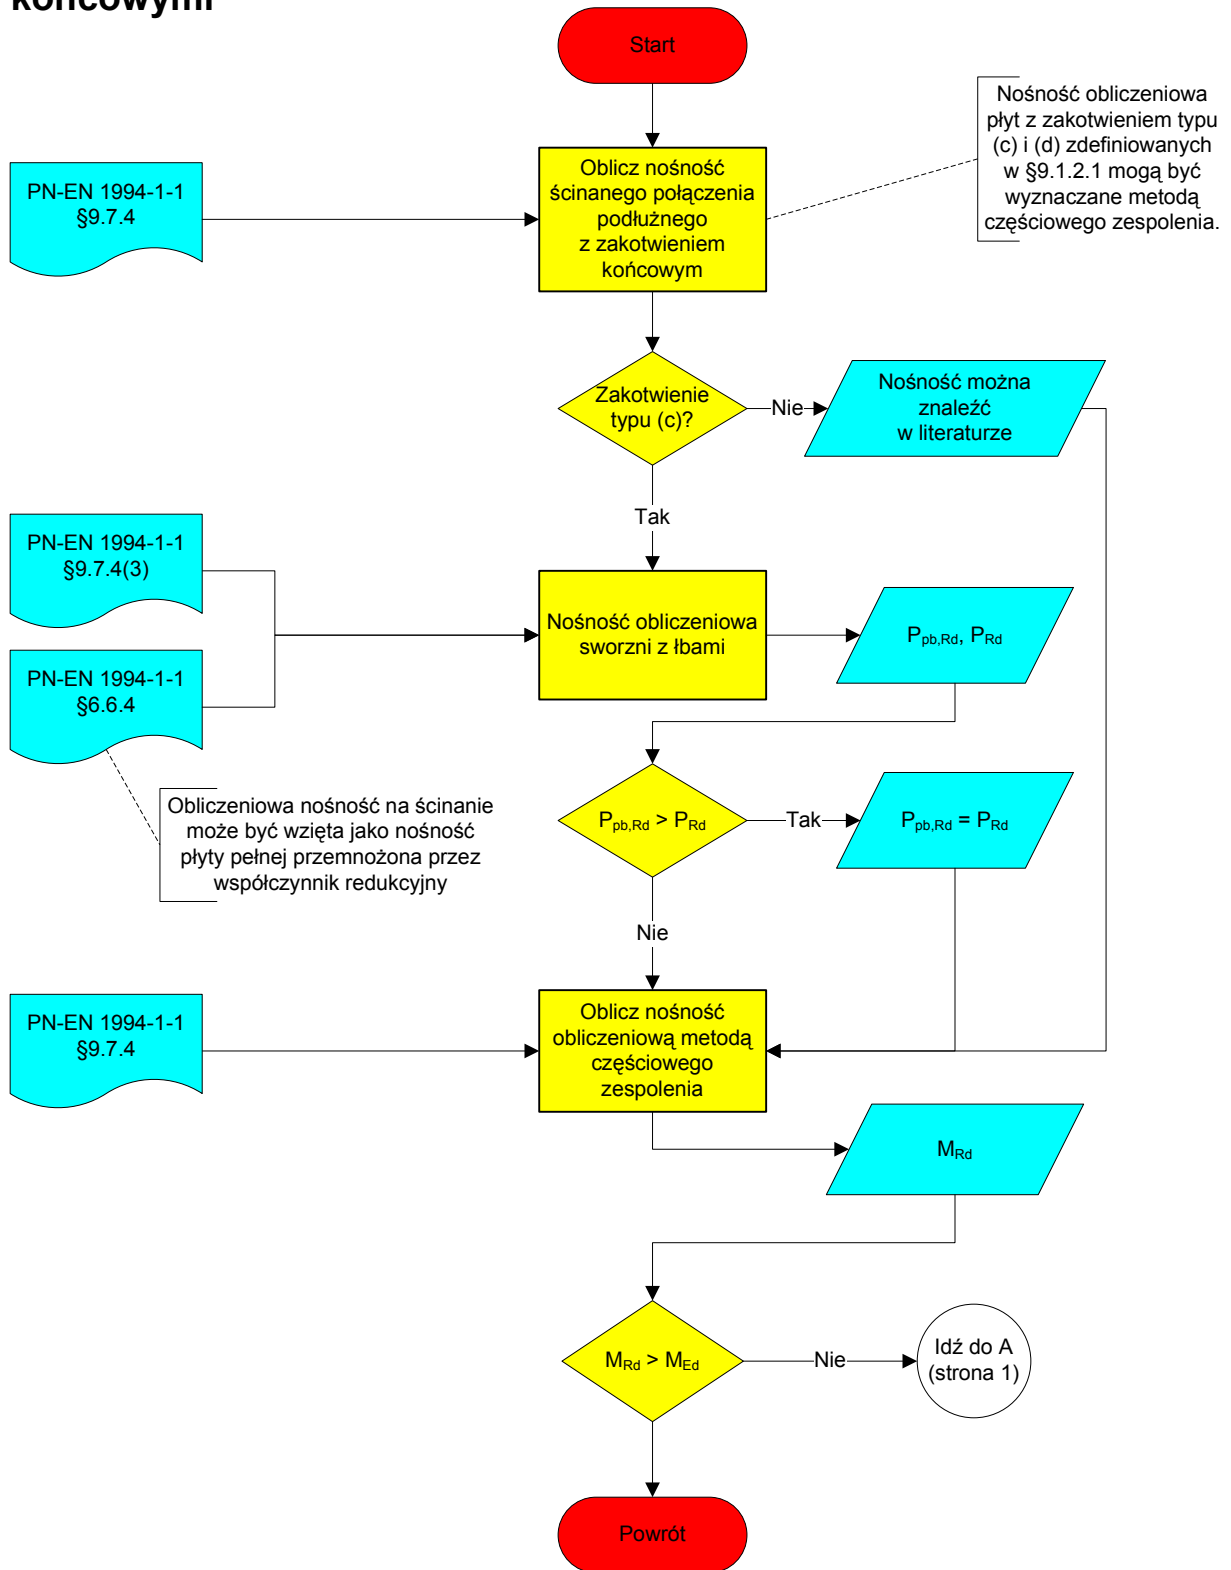 końcowymi
Start
Nośność obliczeniowa
płyt z zakotwieniem typu
(c) i (d) zdefiniowanych
w §9.1.2.1 mogą być
wyznaczane metodą
częściowego zespolenia.
PN-EN 1994-1-1
§9.7.4
Oblicz nośność
ścinanego połączenia
podłużnego
z zakotwieniem
końcowym
Zakotwienie
typu (c)?
Nie
Nośność można
znaleźć
w literaturze
Tak
PN-EN 1994-1-1
§9.7.4(3)
Nośność obliczeniowa
sworzni z łbami
Ppb,Rd, PRd
PN-EN 1994-1-1
§6.6.4
Obliczeniowa nośność na ścinanie
może być wzięta jako nośność
płyty pełnej przemnożona przez
współczynnik redukcyjny
Ppb,Rd > PRd
Tak
Ppb,Rd = PRd
Nie
PN-EN 1994-1-1
§9.7.4
Oblicz nośność
obliczeniową metodą
częściowego
zespolenia
MRd
MRd > MEd
Nie
Idź do A
(strona 1)
Powrót